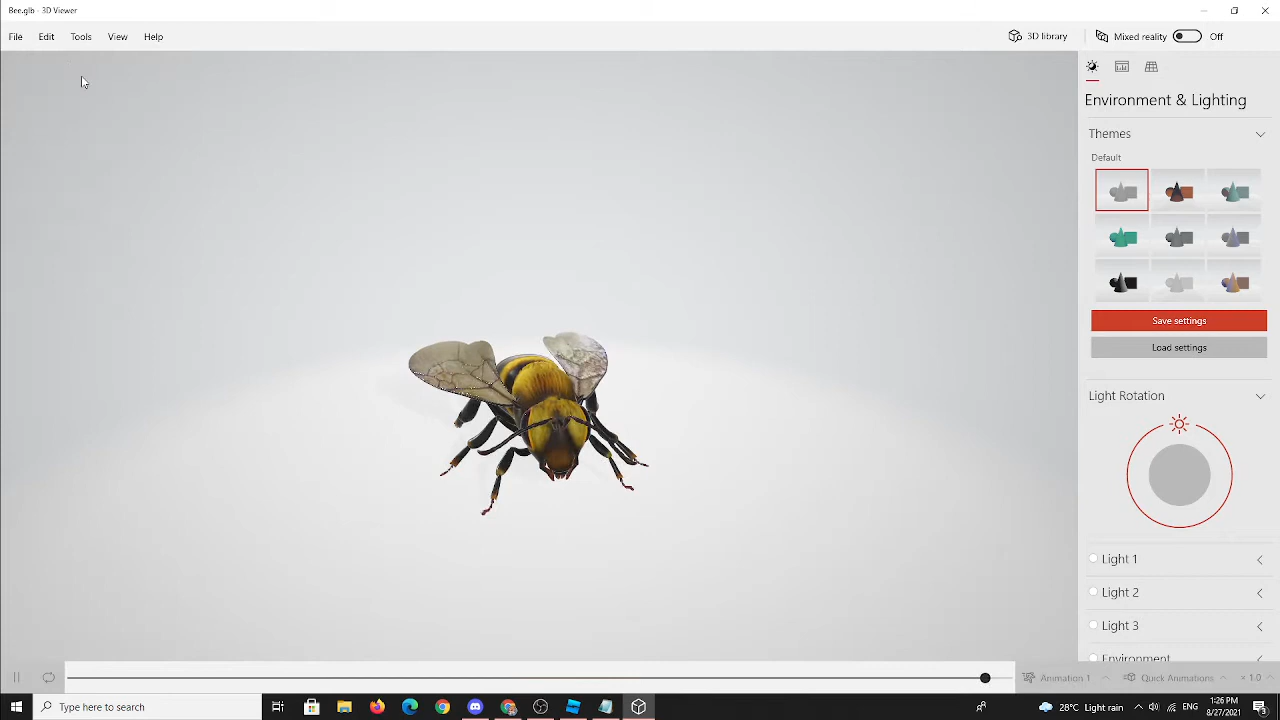 Bee.glb - 3D Viewer
File Edit Tools View Help
3D library
Mixed reality Off
Environment & Lighting
Themes
Default
Save settings
Load settings
Light Rotation
Light 1
Light 2
Light 3
Environment
Animation 1
Quick Animations
× 1.0
Type here to search
28°C Light rain
ENG
1:26 PM
8/27/2021